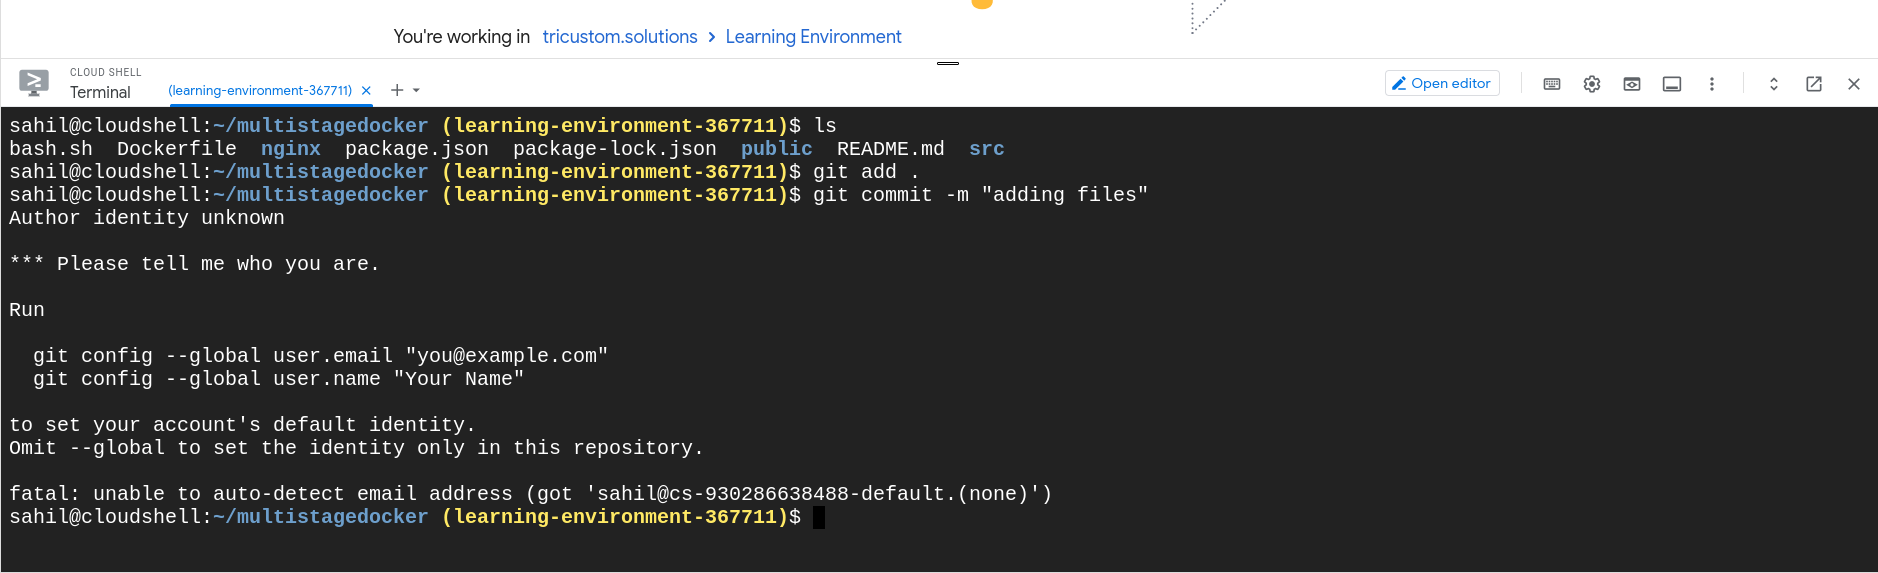 You're working in tricustom.solutions > Learning Environment
CLOUD SHELL
Terminal
(learning-environment-367711)
Open editor
sahil@cloudshell:~/multistagedocker (learning-environment-367711)$ ls
bash.sh  Dockerfile  nginx  package.json  package-lock.json  public  README.md  src
sahil@cloudshell:~/multistagedocker (learning-environment-367711)$ git add .
sahil@cloudshell:~/multistagedocker (learning-environment-367711)$ git commit -m "adding files"
Author identity unknown
*** Please tell me who you are.
Run
  git config --global user.email "you@example.com"
  git config --global user.name "Your Name"
to set your account's default identity.
Omit --global to set the identity only in this repository.
fatal: unable to auto-detect email address (got 'sahil@cs-930286638488-default.(none)')
sahil@cloudshell:~/multistagedocker (learning-environment-367711)$